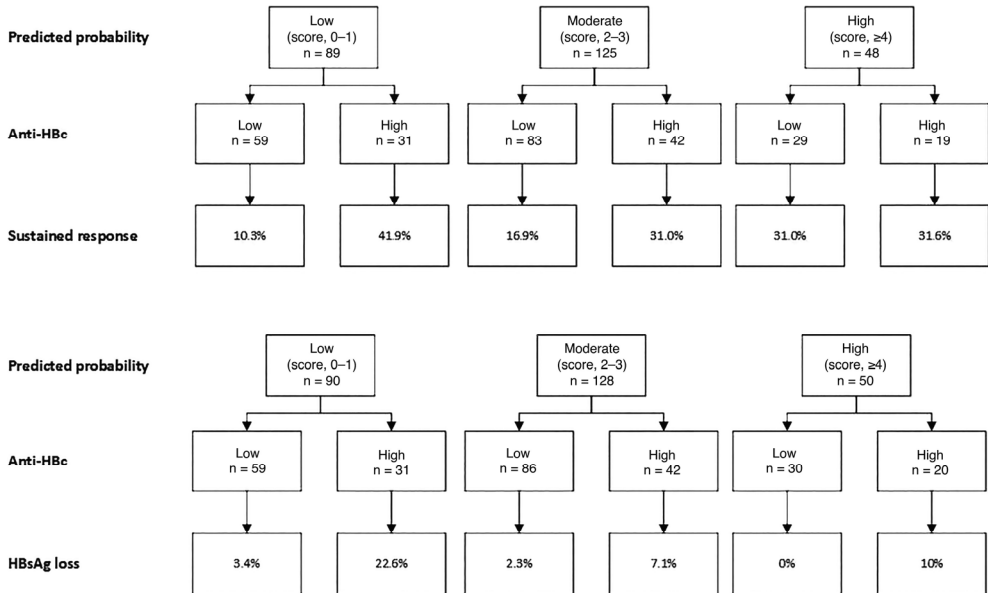 Predicted probability
Low
(score, 0–1)
n = 89
Moderate
(score, 2–3)
n = 125
High
(score, ≥4)
n = 48
Anti-HBc
Low
n = 59
High
n = 31
Low
n = 83
High
n = 42
Low
n = 29
High
n = 19
Sustained response
10.3%
41.9%
16.9%
31.0%
31.0%
31.6%
Predicted probability
Low
(score, 0–1)
n = 90
Moderate
(score, 2–3)
n = 128
High
(score, ≥4)
n = 50
Anti-HBc
Low
n = 59
High
n = 31
Low
n = 86
High
n = 42
Low
n = 30
High
n = 20
HBsAg loss
3.4%
22.6%
2.3%
7.1%
0%
10%